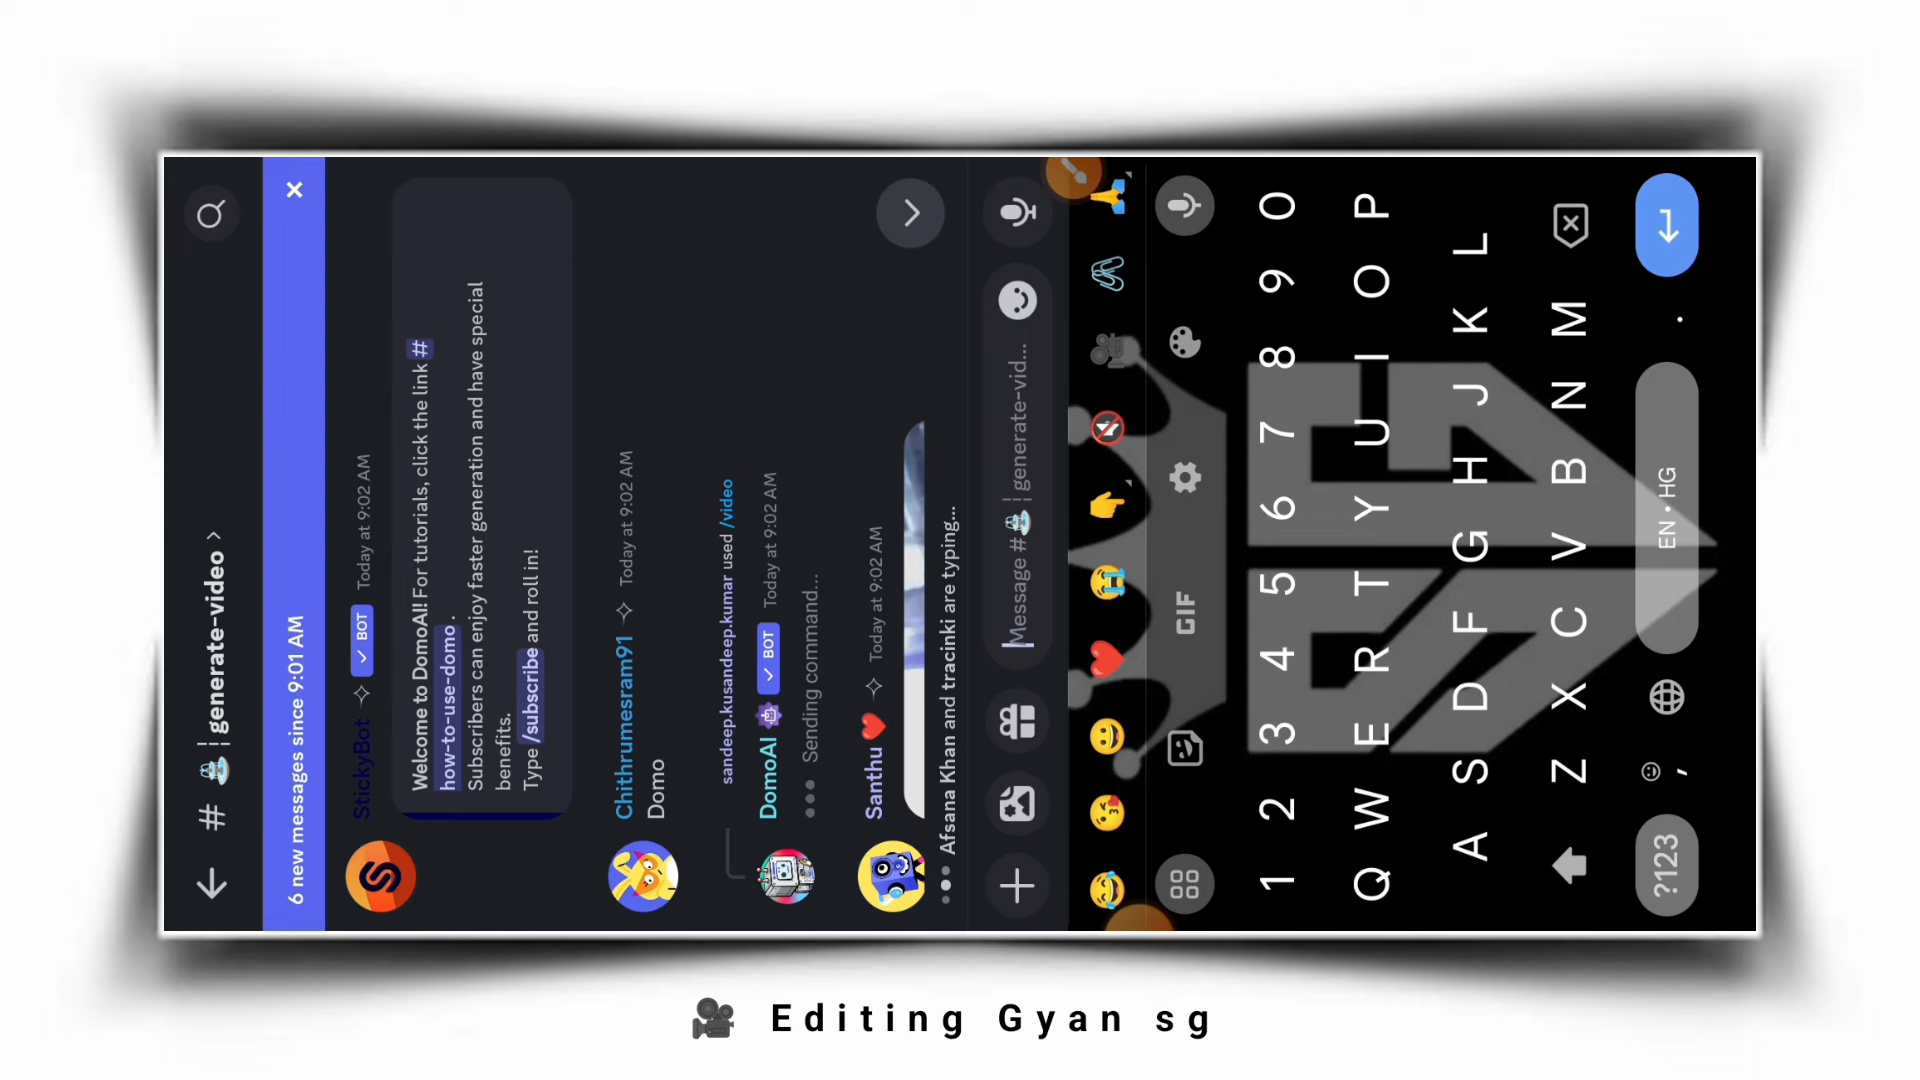 # generate-video >
6 new messages since 9:01 AM
StickyBot BOT Today at 9:02 AM
Welcome to DomoAI! For tutorials, click the link #
how-to-use-domo .
Subscribers can enjoy faster generation and have special
benefits.
Type /subscribe and roll in!
Chithrumesram91 Today at 9:02 AM
Domo
sandeep.kusandeep.kumar used /video
DomoAI BOT Today at 9:02 AM
Sending command...
Santhu Today at 9:02 AM
Afsana Khan and tracinki are typing...
Message # generate-vid...
GIF
1 2 3 4 5 6 7 8 9 0
Q W E R T Y U I O P
A S D F G H J K L
Z X C V B N M
?123 , EN • HG .
Editing Gyan sg